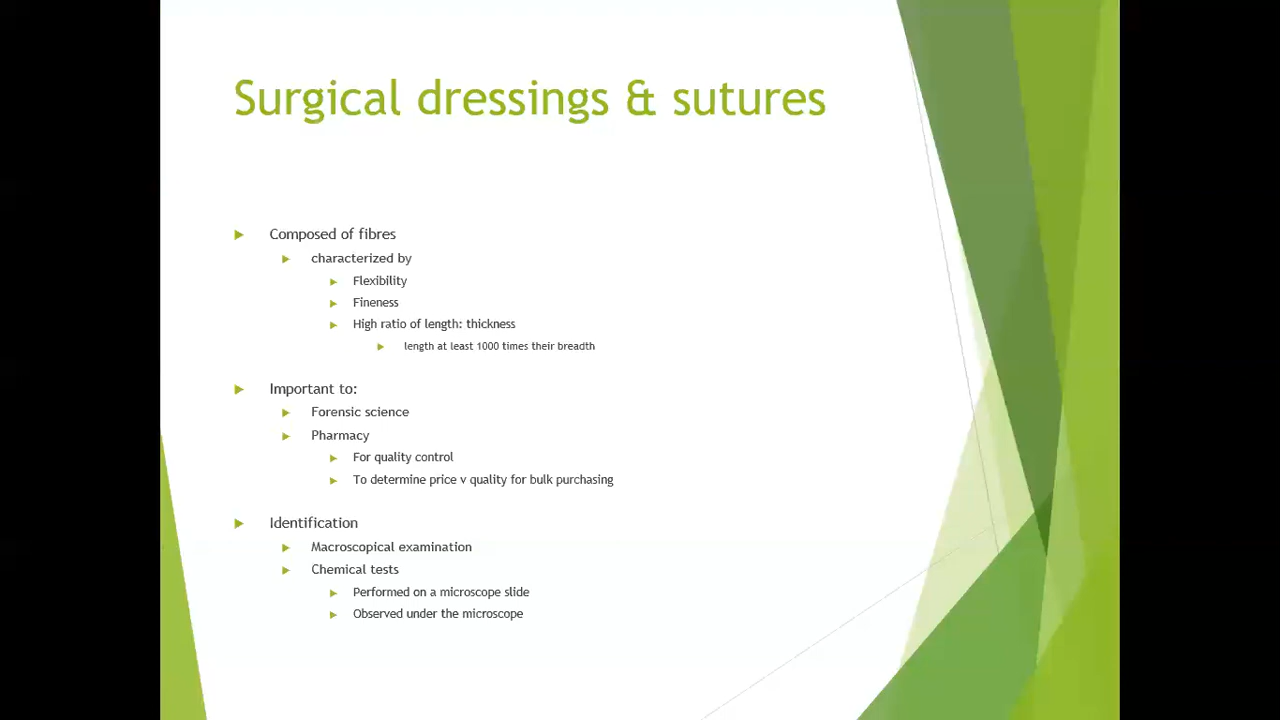 Surgical dressings & sutures
Composed of fibres
characterized by
Flexibility
Fineness
High ratio of length: thickness
length at least 1000 times their breadth
Important to:
Forensic science
Pharmacy
For quality control
To determine price v quality for bulk purchasing
Identification
Macroscopical examination
Chemical tests
Performed on a microscope slide
Observed under the microscope